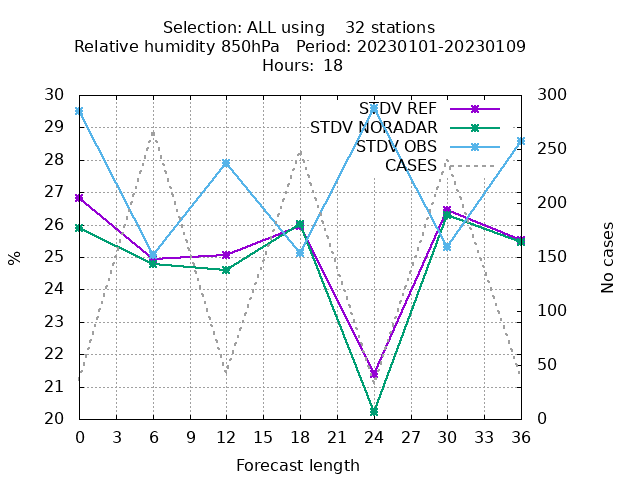 Selection: ALL using    32 stations
Relative humidity 850hPa   Period: 20230101-20230109
Hours: 18
STDV REF
STDV NORADAR
STDV OBS
CASES
30
29
28
27
26
25
24
23
22
21
20
300
250
200
150
100
50
0
%
No cases
0 3 6 9 12 15 18 21 24 27 30 33 36
Forecast length